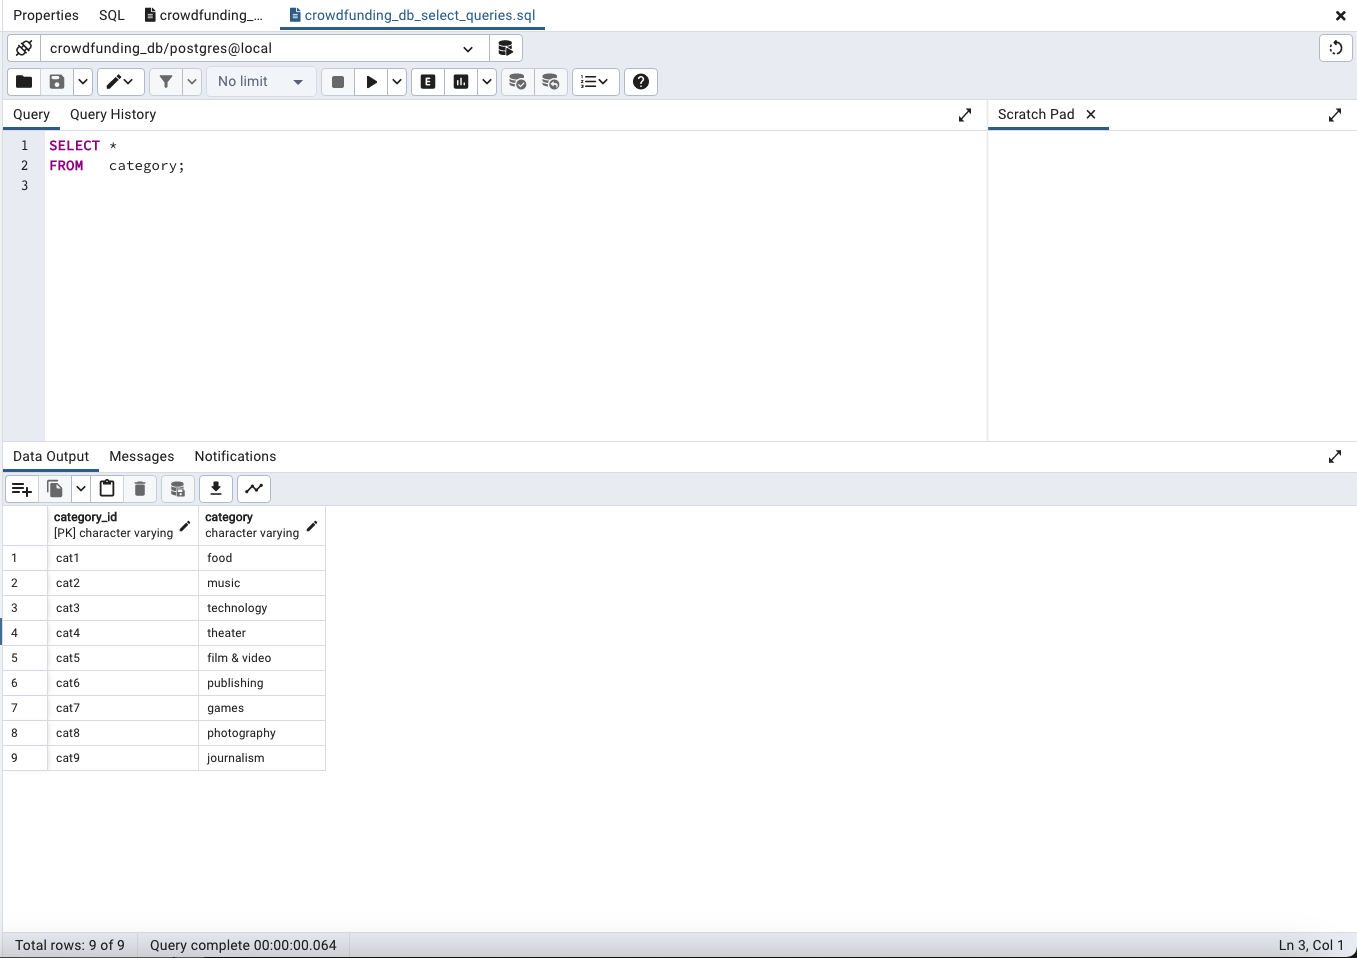 Properties SQL crowdfunding_... crowdfunding_db_select_queries.sql
crowdfunding_db/postgres@local
No limit E
Query Query History Scratch Pad
1 SELECT *
2 FROM category;
3
Data Output Messages Notifications
category_id category
[PK] character varying character varying
1 cat1 food
2 cat2 music
3 cat3 technology
4 cat4 theater
5 cat5 film & video
6 cat6 publishing
7 cat7 games
8 cat8 photography
9 cat9 journalism
Total rows: 9 of 9 Query complete 00:00:00.064 Ln 3, Col 1